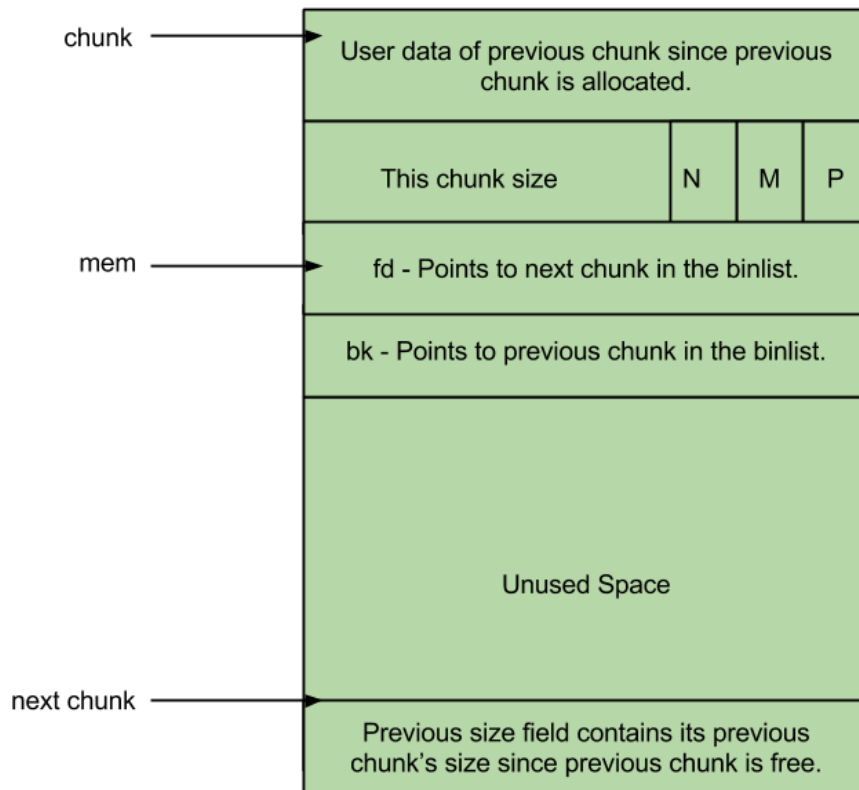 chunk
User data of previous chunk since previous
chunk is allocated.
This chunk size
N
M
P
mem
fd - Points to next chunk in the binlist.
bk - Points to previous chunk in the binlist.
Unused Space
next chunk
Previous size field contains its previous
chunk’s size since previous chunk is free.